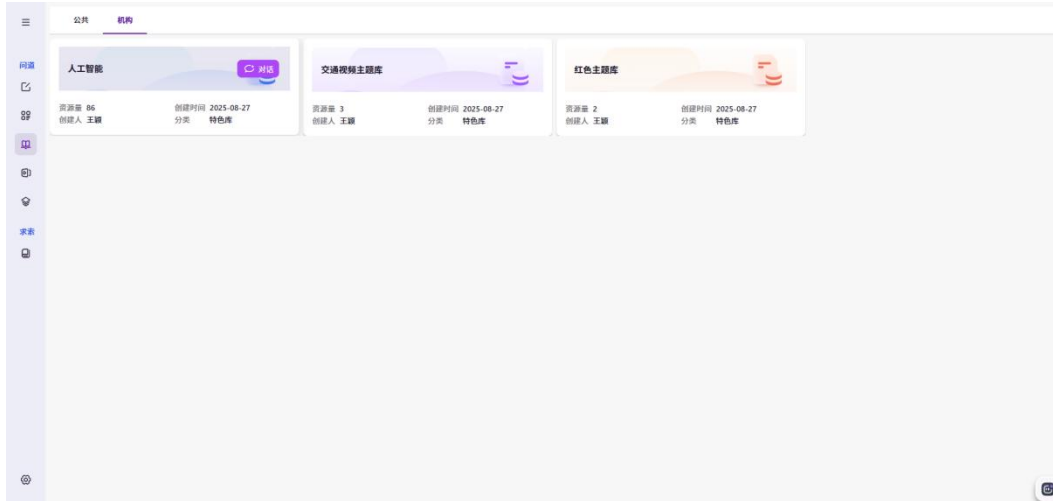 公共 机构
问道
人工智能 对话
资源量 86 创建时间 2025-08-27
创建人 王颖 分类 特色库
交通视频主题库
资源量 3 创建时间 2025-08-27
创建人 王颖 分类 特色库
红色主题库
资源量 2 创建时间 2025-08-27
创建人 王颖 分类 特色库
求索